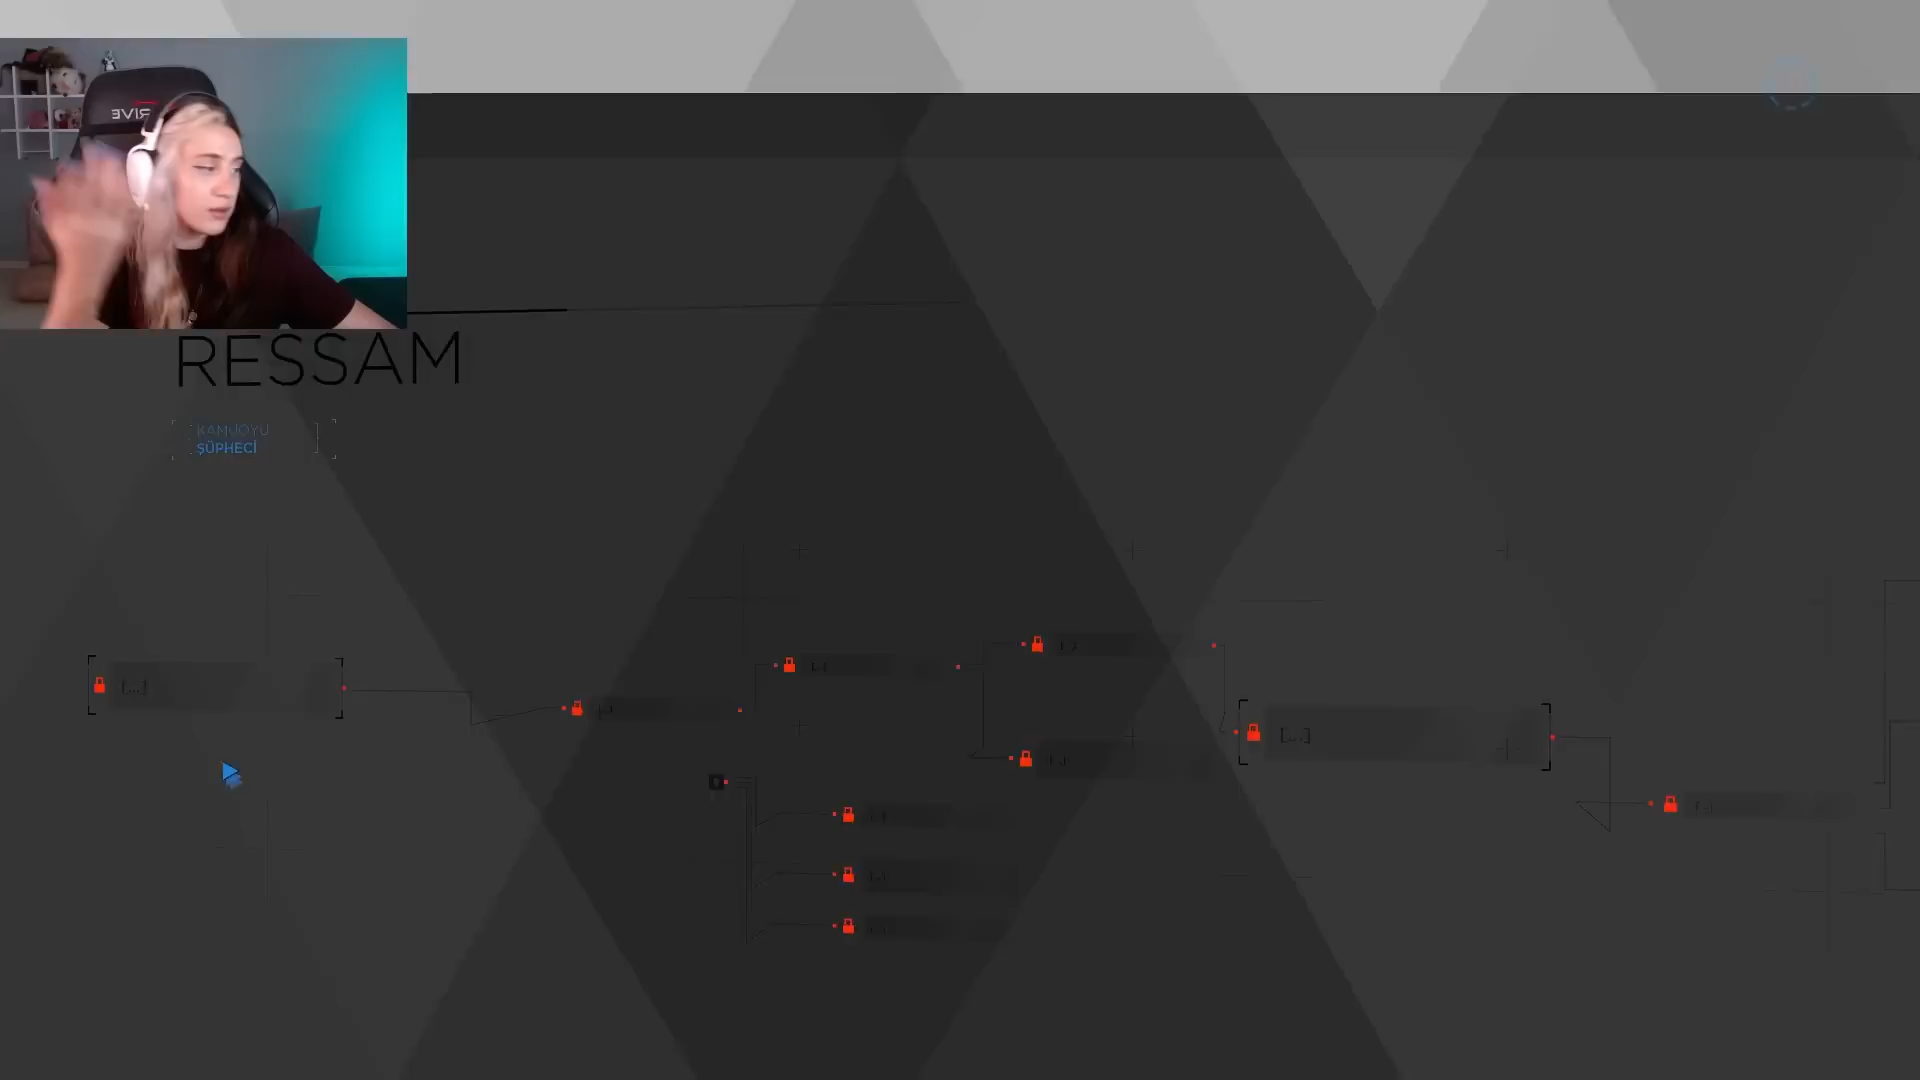 RESSAM
KAMUOYU
ŞÜPHECİ
[...]
[...]